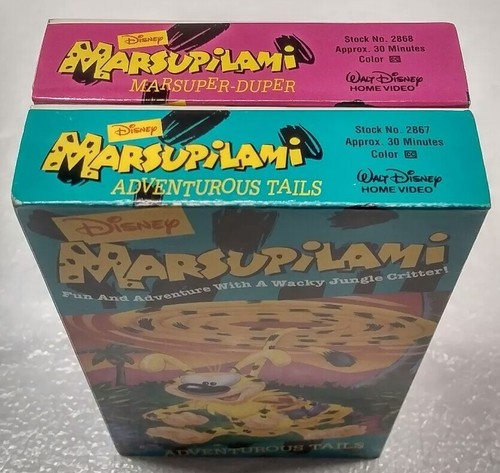 Disney
MARSUPILAMI
MARSUPER-DUPER
Stock No. 2868
Approx. 30 Minutes
Color CC
Walt Disney
HOME VIDEO
Disney
MARSUPILAMI
ADVENTUROUS TAILS
Stock No. 2867
Approx. 30 Minutes
Color CC
Walt Disney
HOME VIDEO
Disney
MARSUPILAMI
Fun And Adventure With A Wacky Jungle Critter!
ADVENTUROUS TAILS